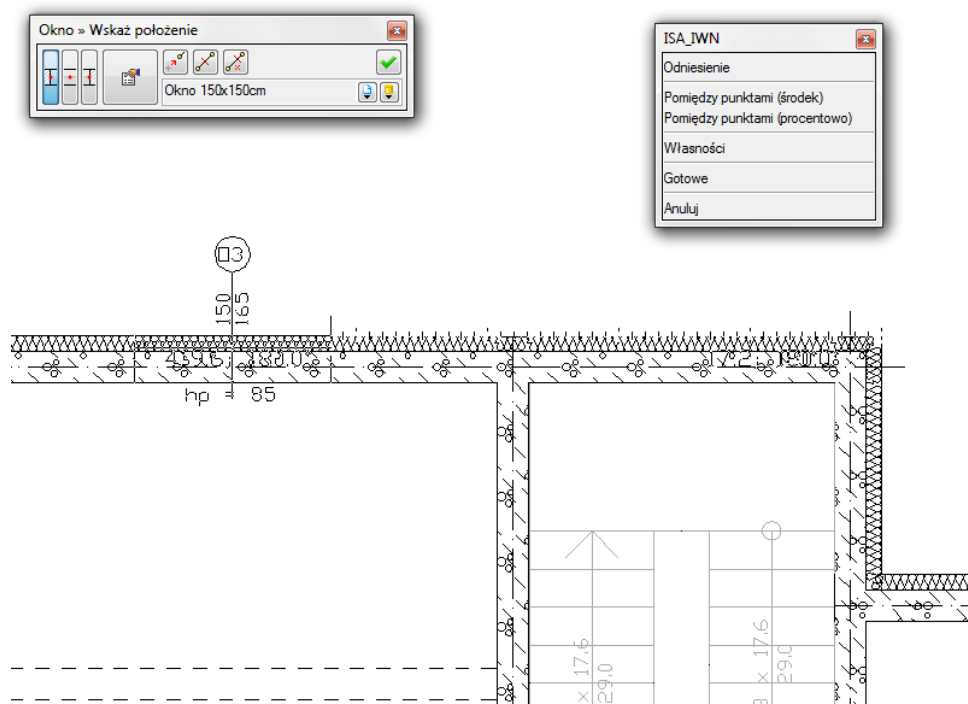 Okno » Wskaż położenie
Okno 150x150cm
ISA_IWN
Odniesienie
Pomiędzy punktami (środek)
Pomiędzy punktami (procentowo)
Własności
Gotowe
Anuluj
150
165
hp = 85
x 17,6
29,0
x 17,6
29,0